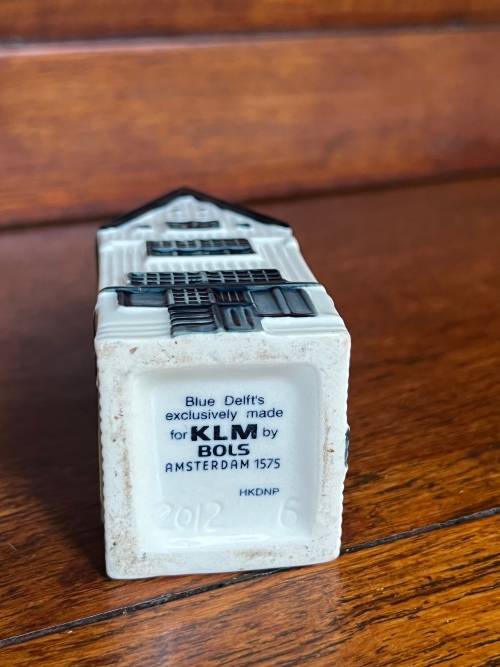 Blue Delft's
exclusively made
for KLM by
BOLS
AMSTERDAM 1575
HKDNP
2012 6